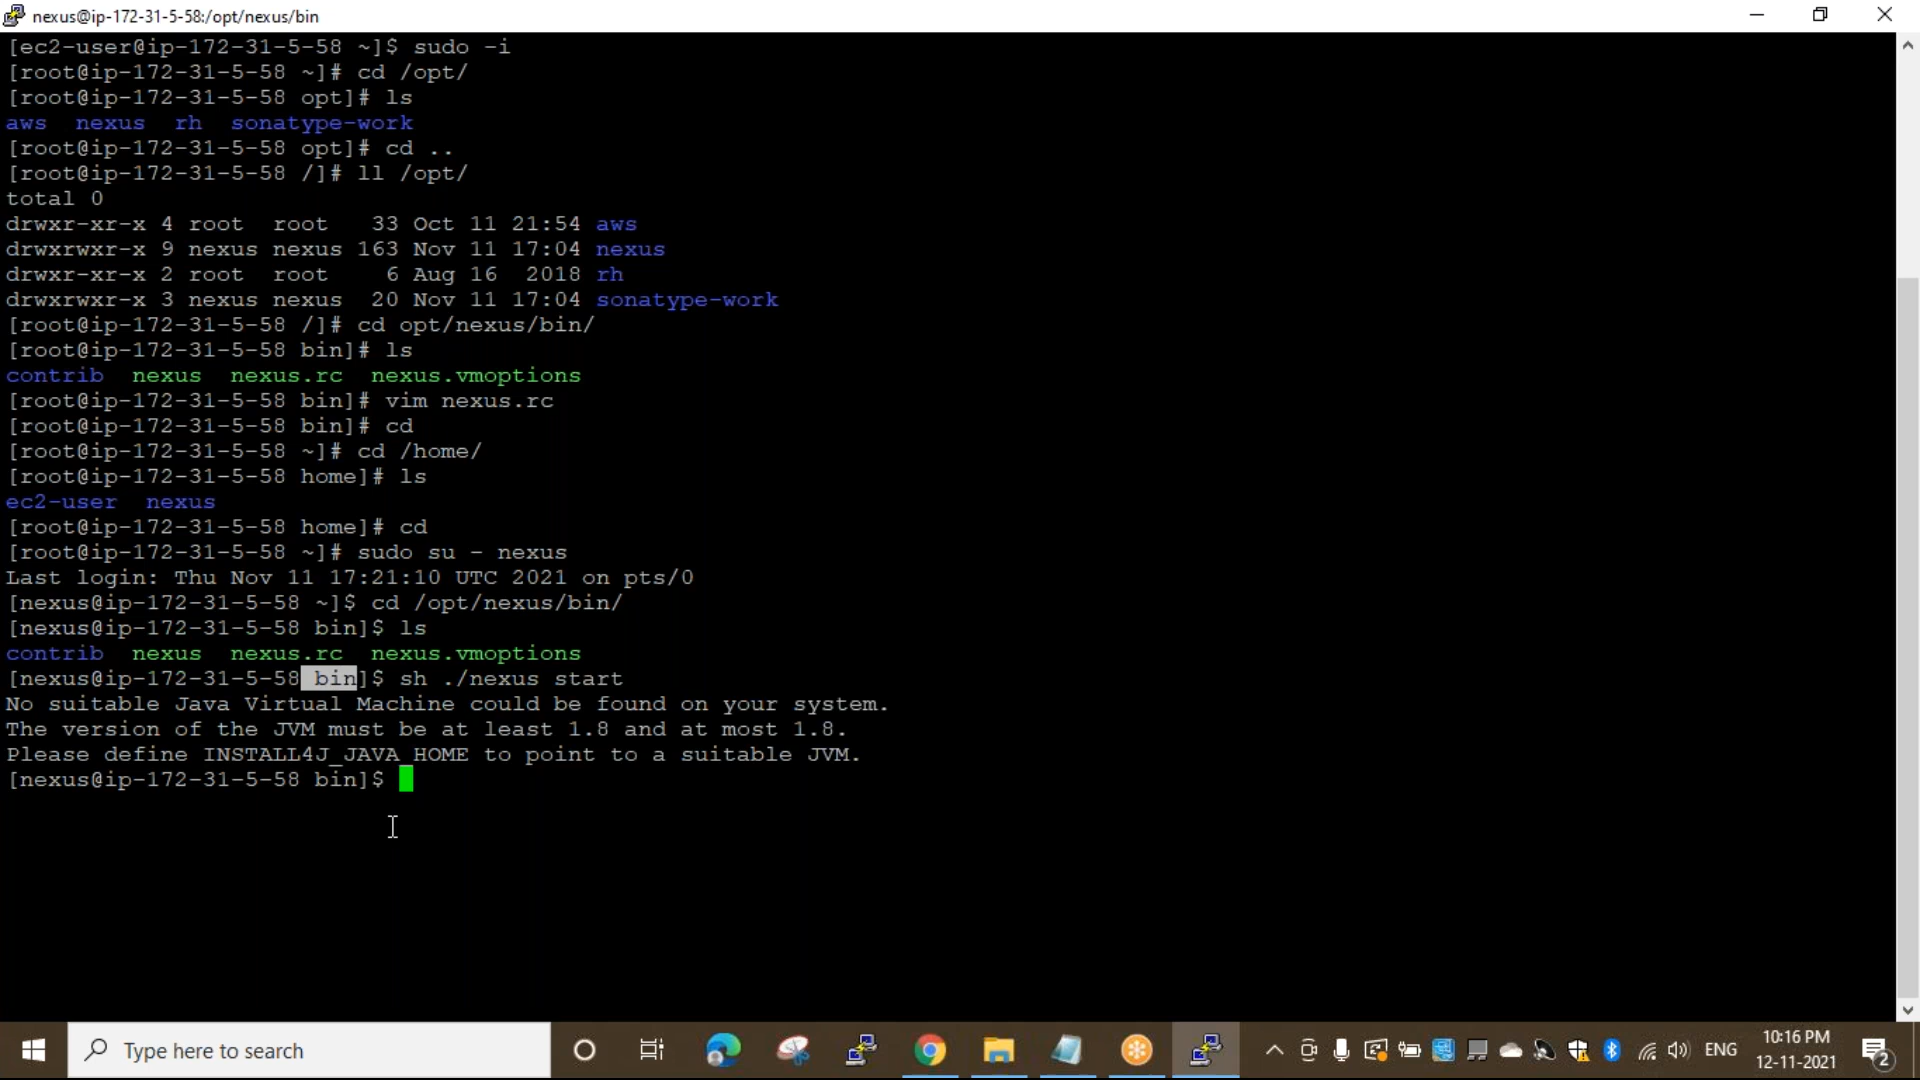 nexus@ip-172-31-5-58:/opt/nexus/bin
[ec2-user@ip-172-31-5-58 ~]$ sudo -i
[root@ip-172-31-5-58 ~]# cd /opt/
[root@ip-172-31-5-58 opt]# ls
aws  nexus  rh  sonatype-work
[root@ip-172-31-5-58 opt]# cd ..
[root@ip-172-31-5-58 /]# ll /opt/
total 0
drwxr-xr-x 4 root  root   33 Oct 11 21:54 aws
drwxrwxr-x 9 nexus nexus 163 Nov 11 17:04 nexus
drwxr-xr-x 2 root  root    6 Aug 16  2018 rh
drwxrwxr-x 3 nexus nexus  20 Nov 11 17:04 sonatype-work
[root@ip-172-31-5-58 /]# cd opt/nexus/bin/
[root@ip-172-31-5-58 bin]# ls
contrib  nexus  nexus.rc  nexus.vmoptions
[root@ip-172-31-5-58 bin]# vim nexus.rc
[root@ip-172-31-5-58 bin]# cd
[root@ip-172-31-5-58 ~]# cd /home/
[root@ip-172-31-5-58 home]# ls
ec2-user  nexus
[root@ip-172-31-5-58 home]# cd
[root@ip-172-31-5-58 ~]# sudo su - nexus
Last login: Thu Nov 11 17:21:10 UTC 2021 on pts/0
[nexus@ip-172-31-5-58 ~]$ cd /opt/nexus/bin/
[nexus@ip-172-31-5-58 bin]$ ls
contrib  nexus  nexus.rc  nexus.vmoptions
[nexus@ip-172-31-5-58 bin]$ sh ./nexus start
No suitable Java Virtual Machine could be found on your system.
The version of the JVM must be at least 1.8 and at most 1.8.
Please define INSTALL4J_JAVA_HOME to point to a suitable JVM.
[nexus@ip-172-31-5-58 bin]$
Type here to search
ENG
10:16 PM
12-11-2021
2